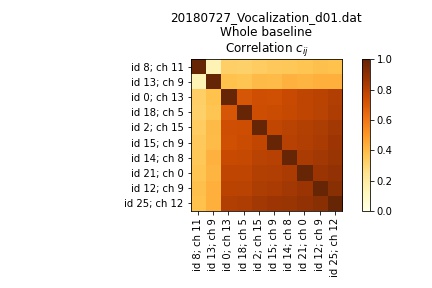 20180727_Vocalization_d01.dat
Whole baseline
Correlation c_ij
id 8; ch 11
id 13; ch 9
id 0; ch 13
id 18; ch 5
id 2; ch 15
id 15; ch 9
id 14; ch 8
id 21; ch 0
id 12; ch 9
id 25; ch 12
1.0
0.8
0.6
0.4
0.2
0.0
id 8; ch 11
id 13; ch 9
id 0; ch 13
id 18; ch 5
id 2; ch 15
id 15; ch 9
id 14; ch 8
id 21; ch 0
id 12; ch 9
id 25; ch 12